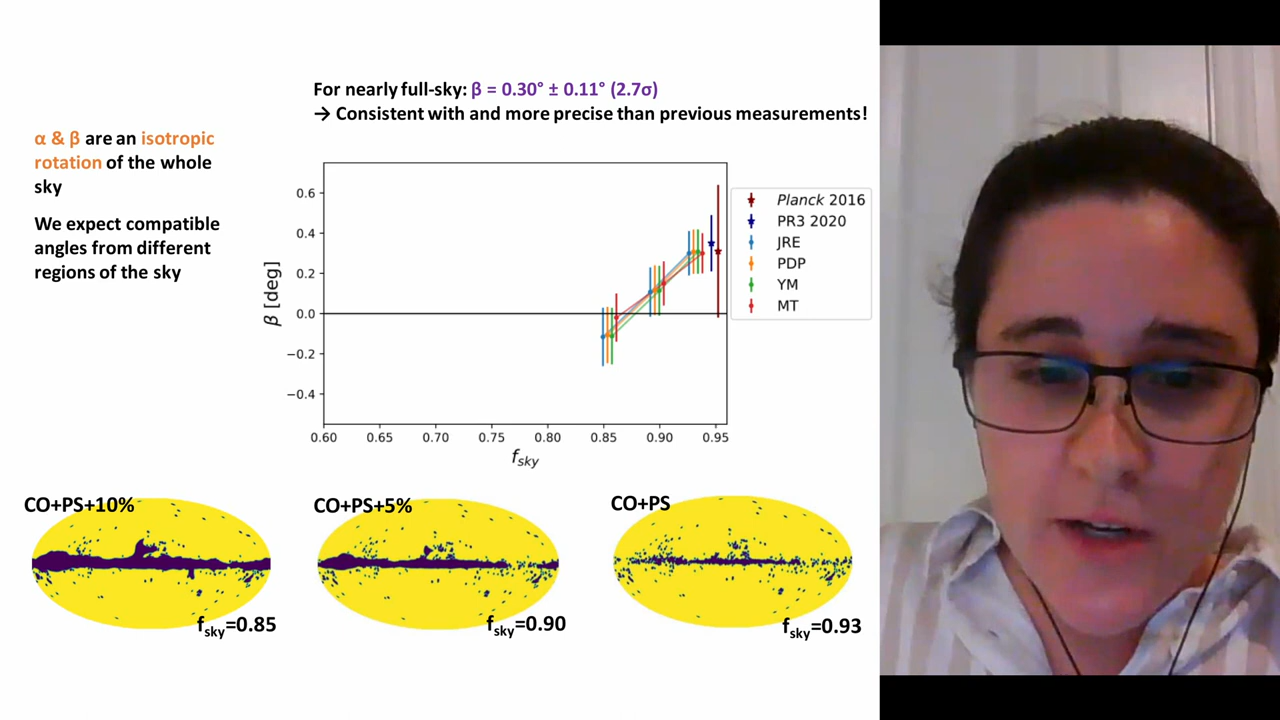 For nearly full-sky: β = 0.30° ± 0.11° (2.7σ)
→ Consistent with and more precise than previous measurements!
α & β are an isotropic
rotation of the whole
sky
We expect compatible
angles from different
regions of the sky
β [deg]
0.6
0.4
0.2
0.0
−0.2
−0.4
0.60 0.65 0.70 0.75 0.80 0.85 0.90 0.95
fsky
Planck 2016
PR3 2020
JRE
PDP
YM
MT
CO+PS+10%
fsky=0.85
CO+PS+5%
fsky=0.90
CO+PS
fsky=0.93